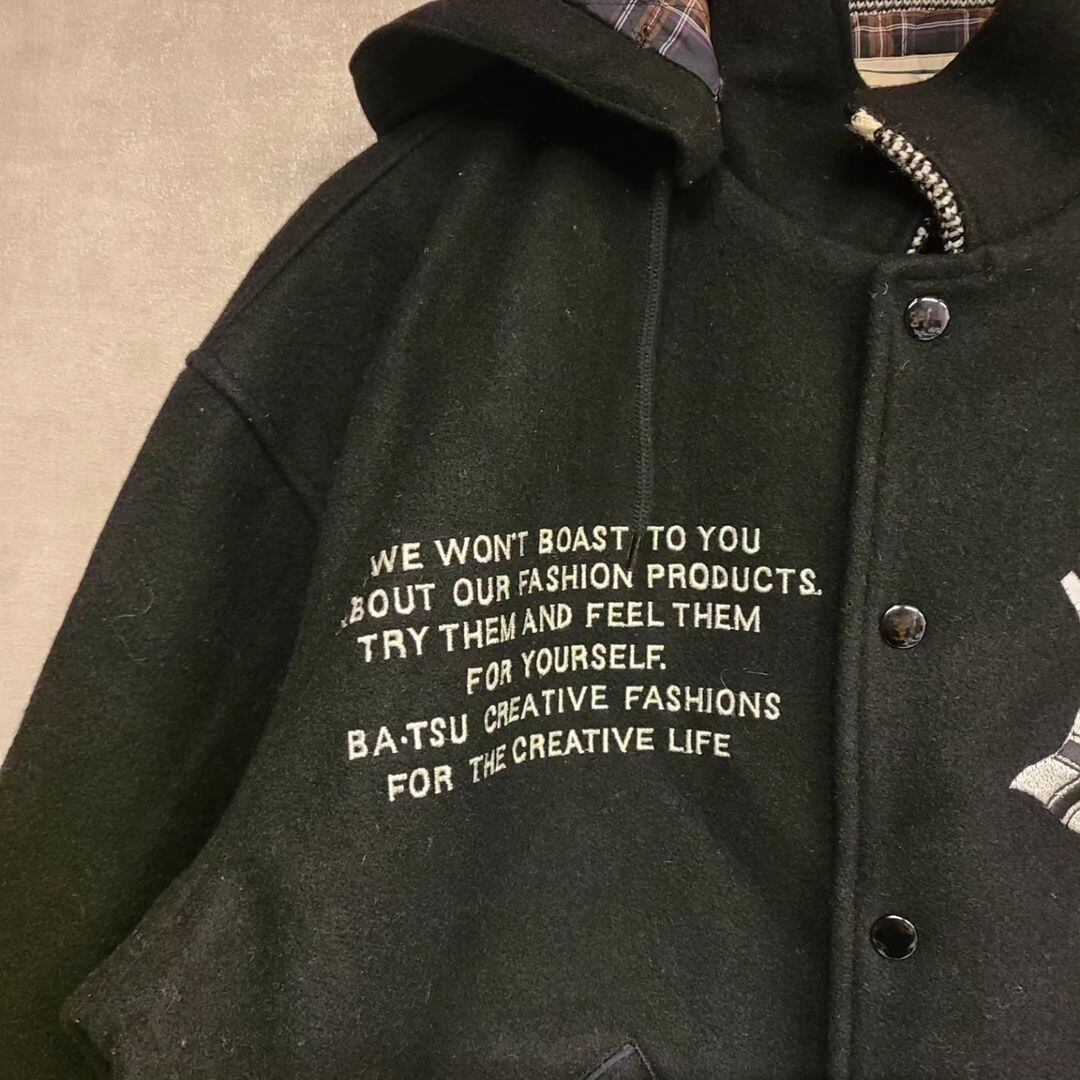 WE WON'T BOAST TO YOU
ABOUT OUR FASHION PRODUCTS.
TRY THEM AND FEEL THEM
FOR YOURSELF.
BA•TSU CREATIVE FASHIONS
FOR THE CREATIVE LIFE